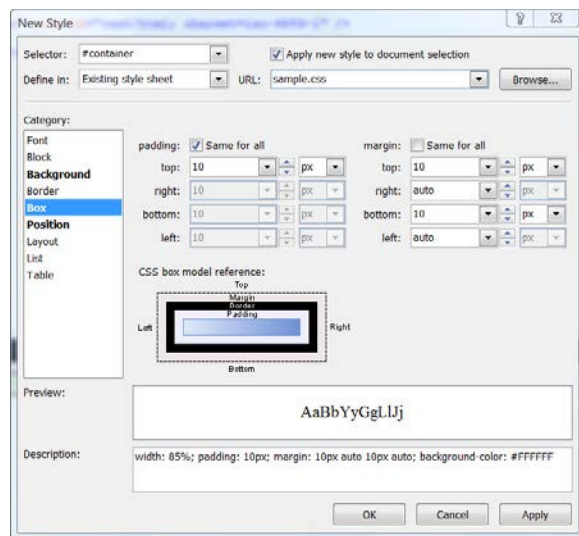 New Style
Selector: #container Apply new style to document selection
Define in: Existing style sheet URL: sample.css Browse...
Category:
Font
Block
Background
Border
Box
Position
Layout
List
Table
padding: Same for all margin: Same for all
top: 10 px top: 10 px
right: 10 px right: auto px
bottom: 10 px bottom: 10 px
left: 10 px left: auto px
CSS box model reference:
Top
Margin
Border
Padding
Left Right
Bottom
Preview:
AaBbYyGgLlJj
Description:
width: 85%; padding: 10px; margin: 10px auto 10px auto; background-color: #FFFFFF
OK Cancel Apply